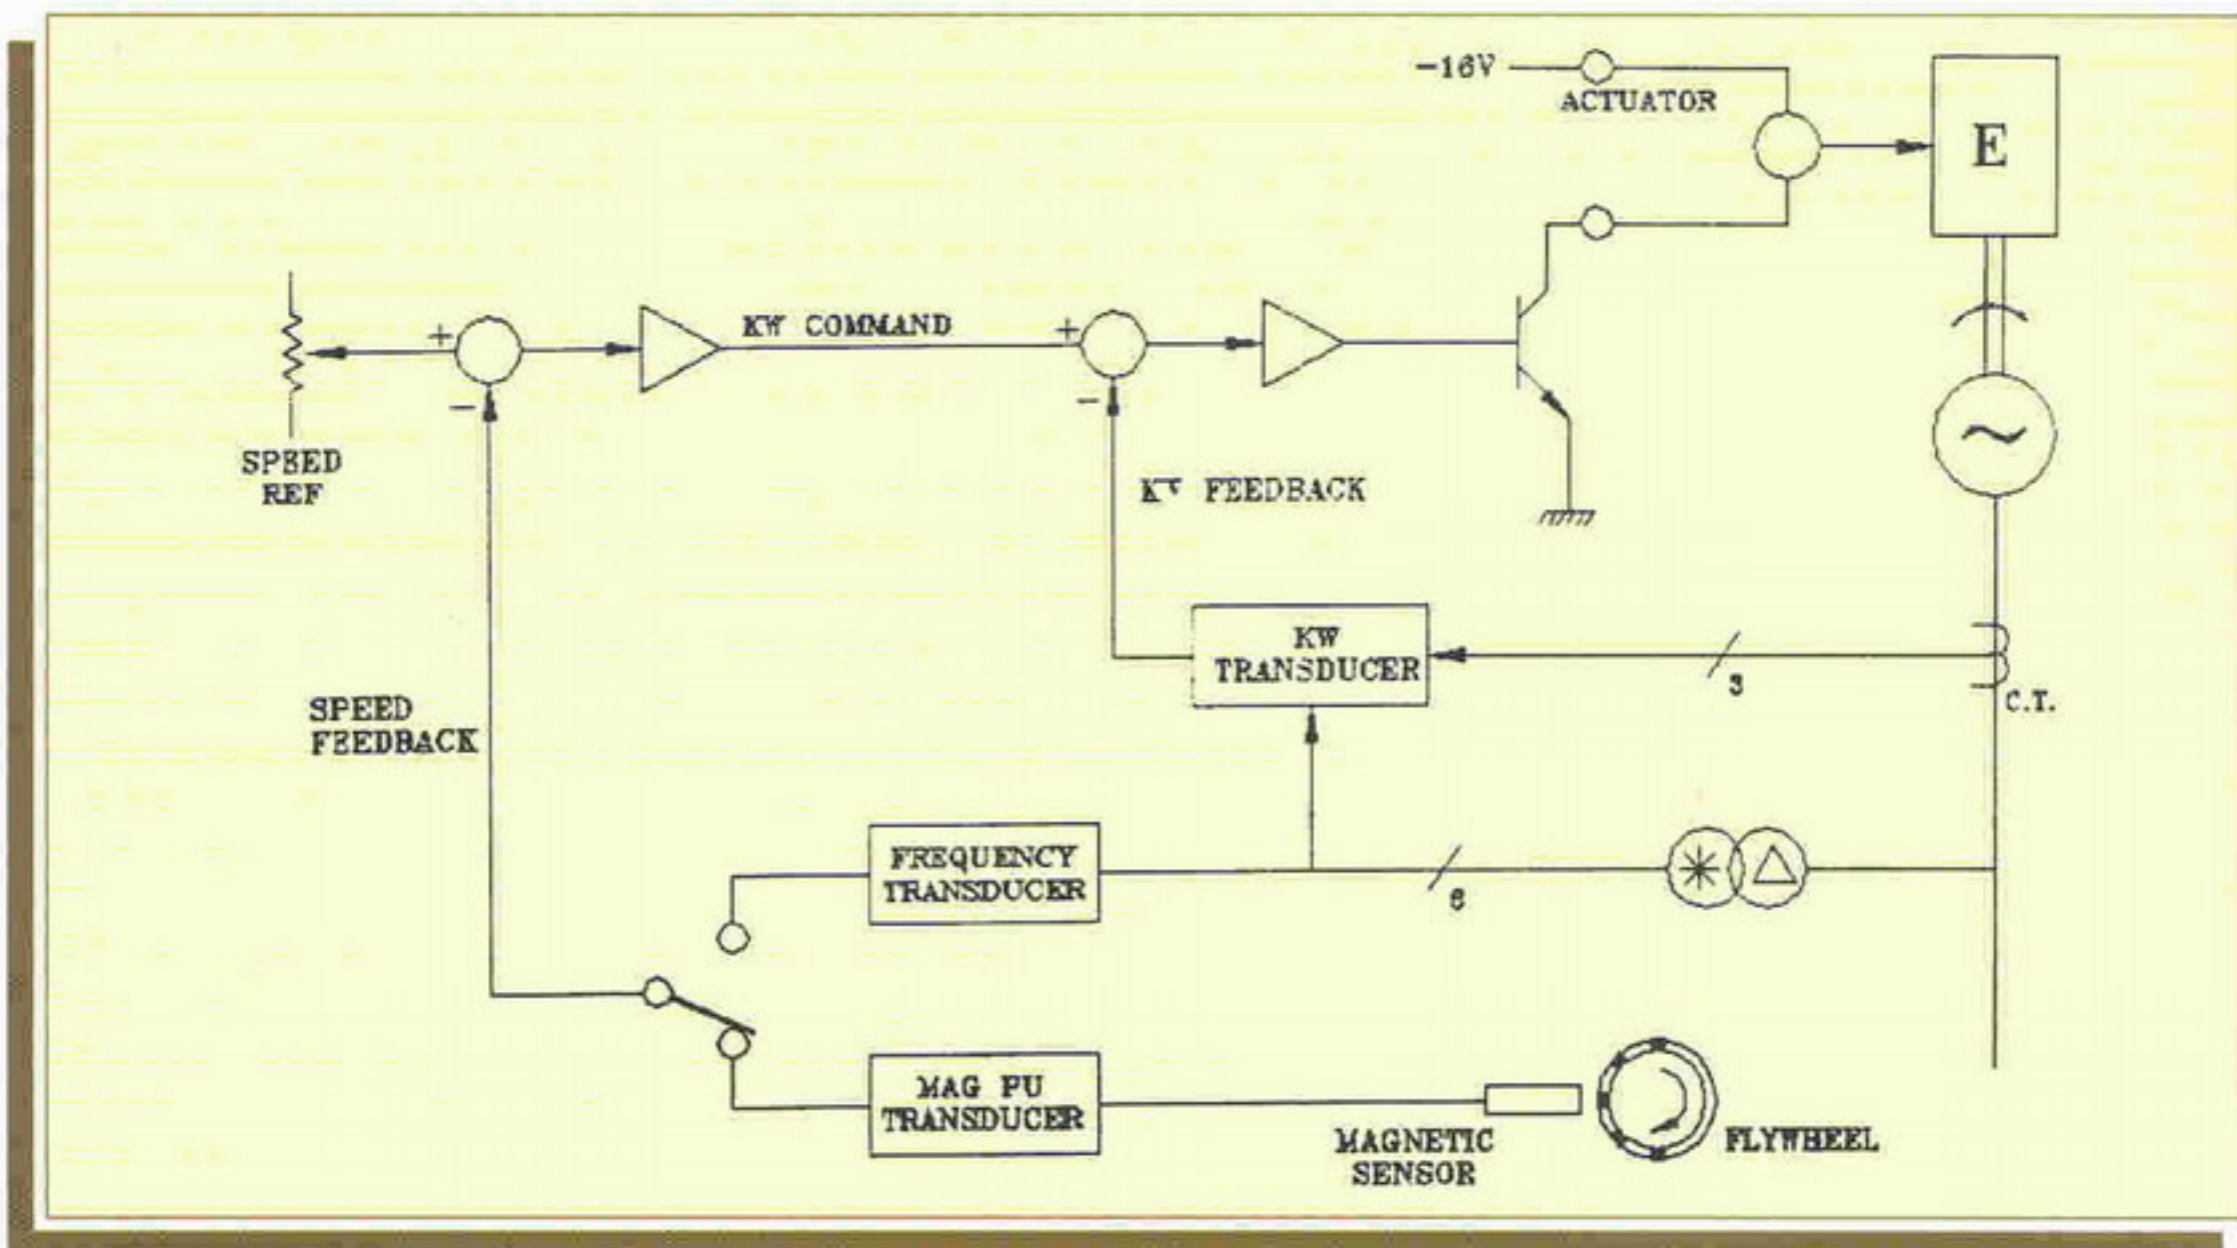 -16V
ACTUATOR
E
+
KW COMMAND
+
-
-
SPEED
REF
FEEDBACK
KW
TRANSDUCER
3
C.T.
SPEED
FEEDBACK
FREQUENCY
TRANSDUCER
6
MAG PU
TRANSDUCER
MAGNETIC
SENSOR
FLYWHEEL